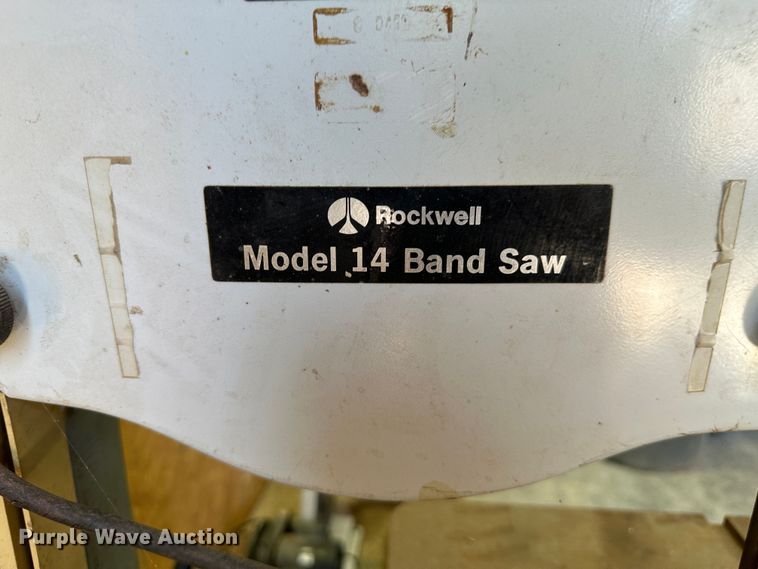 Rockwell
Model 14 Band Saw
Purple Wave Auction